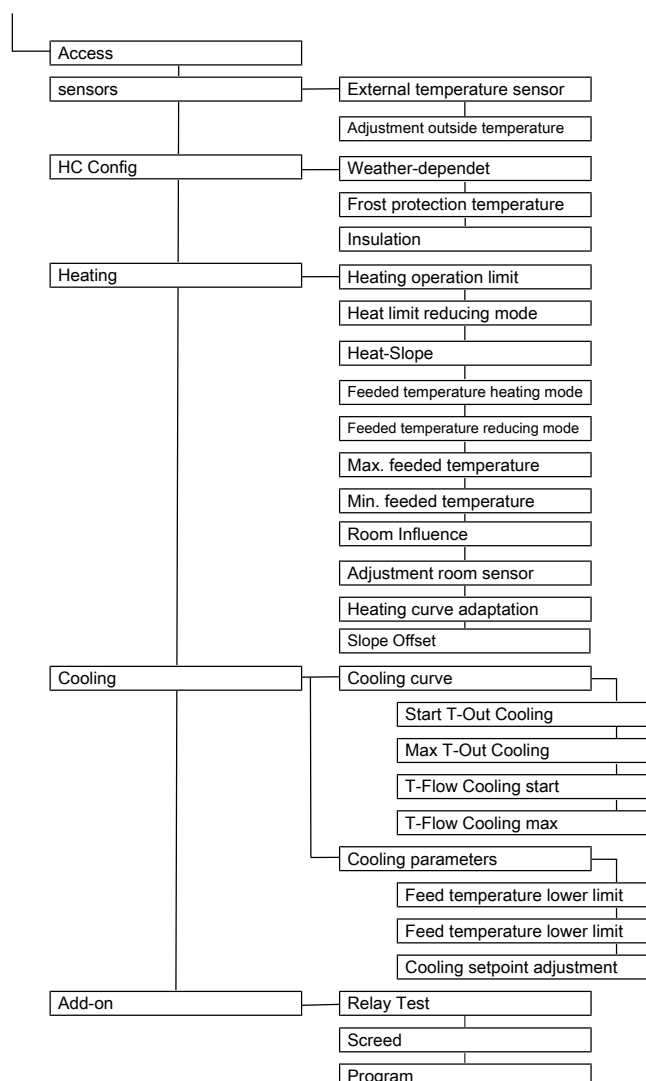 Access
sensors
External temperature sensor
Adjustment outside temperature
HC Config
Weather-dependet
Frost protection temperature
Insulation
Heating
Heating operation limit
Heat limit reducing mode
Heat-Slope
Feeded temperature heating mode
Feeded temperature reducing mode
Max. feeded temperature
Min. feeded temperature
Room Influence
Adjustment room sensor
Heating curve adaptation
Slope Offset
Cooling
Cooling curve
Start T-Out Cooling
Max T-Out Cooling
T-Flow Cooling start
T-Flow Cooling max
Cooling parameters
Feed temperature lower limit
Feed temperature lower limit
Cooling setpoint adjustment
Add-on
Relay Test
Screed
Program